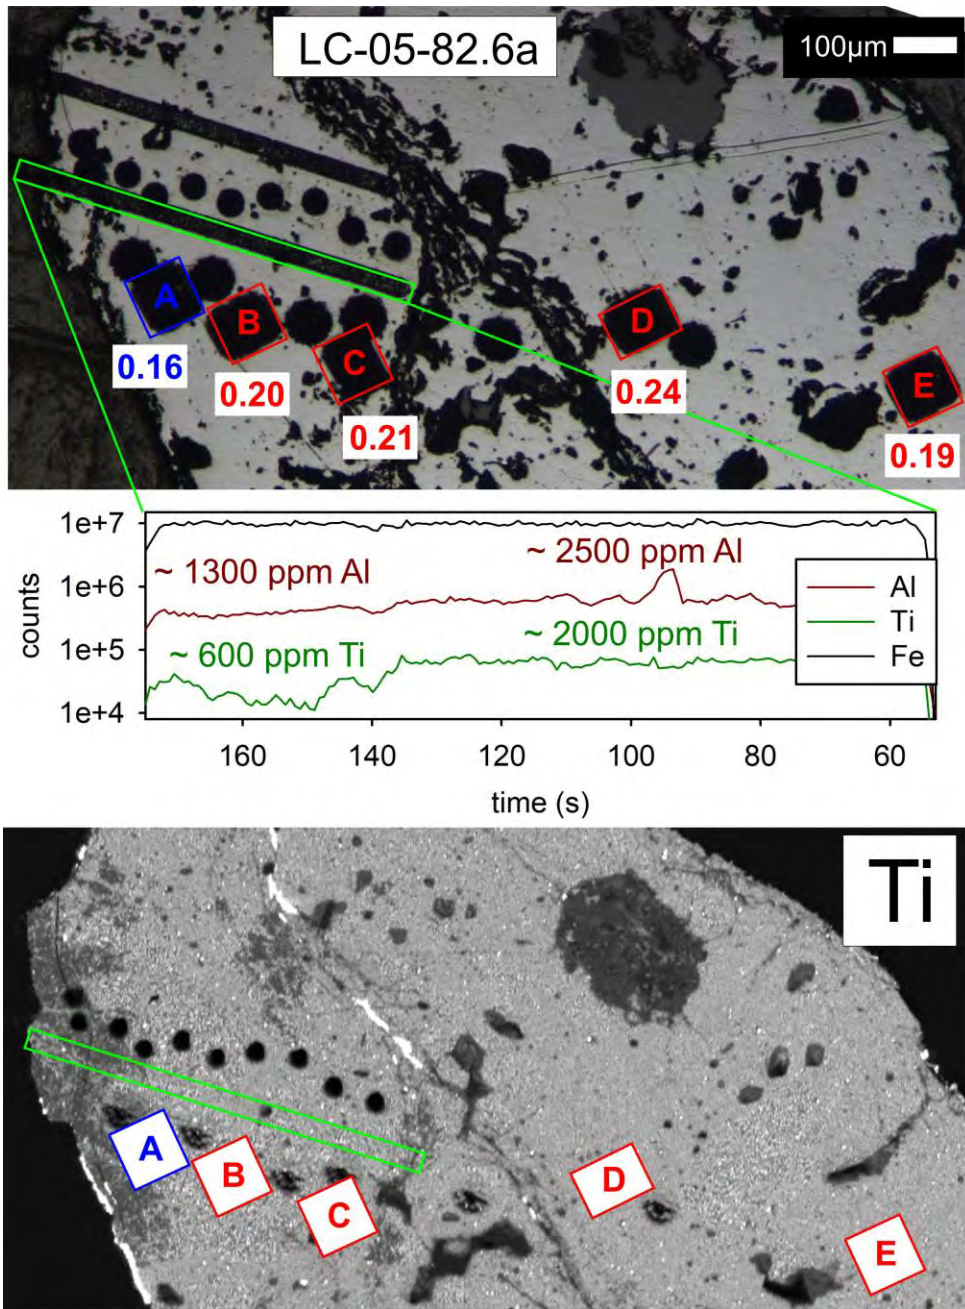 LC-05-82.6a
100µm
A
B
C
D
E
0.16
0.20
0.21
0.24
0.19
1e+7
1e+6
1e+5
1e+4
counts
~ 1300 ppm Al
~ 2500 ppm Al
~ 600 ppm Ti
~ 2000 ppm Ti
Al
Ti
Fe
160 140 120 100 80 60
time (s)
Ti
A
B
C
D
E